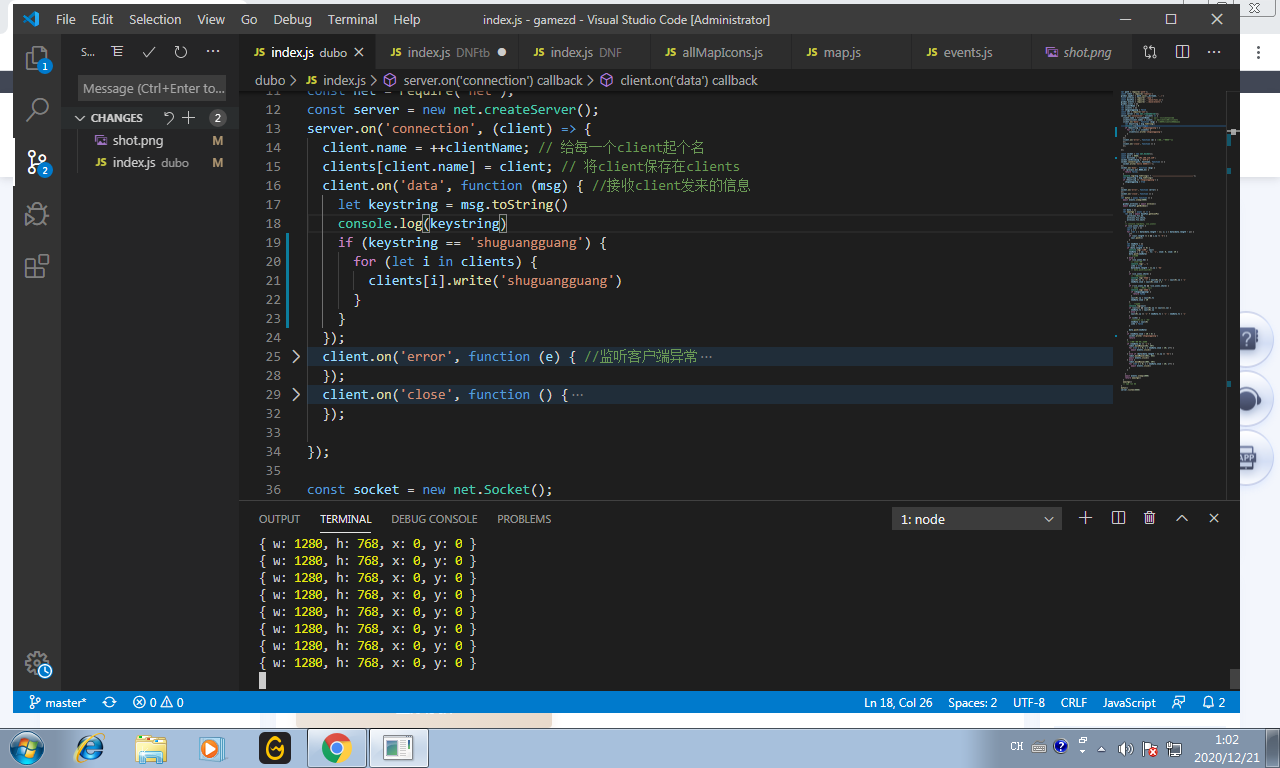 File Edit Selection View Go Debug Terminal Help index.js - gamezd - Visual Studio Code [Administrator]
S...
JS index.js dubo
JS index.js DNFtb
JS index.js DNF
JS allMapIcons.js
JS map.js
JS events.js
shot.png
dubo > JS index.js > server.on('connection') callback > client.on('data') callback
Message (Ctrl+Enter to...
CHANGES 2
shot.png M
JS index.js dubo M
1
2
11 const net = require('net');
12 const server = new net.createServer();
13 server.on('connection', (client) => {
14 client.name = ++clientName; // 给每一个client起个名
15 clients[client.name] = client; // 将client保存在clients
16 client.on('data', function (msg) { //接收client发来的信息
17 let keystring = msg.toString()
18 console.log(keystring)
19 if (keystring == 'shuguangguang') {
20 for (let i in clients) {
21 clients[i].write('shuguangguang')
22 }
23 }
24 });
25 client.on('error', function (e) { //监听客户端异常…
28 });
29 client.on('close', function () {…
32 });
33
34 });
35
36 const socket = new net.Socket();
OUTPUT TERMINAL DEBUG CONSOLE PROBLEMS 1: node
{ w: 1280, h: 768, x: 0, y: 0 }
{ w: 1280, h: 768, x: 0, y: 0 }
{ w: 1280, h: 768, x: 0, y: 0 }
{ w: 1280, h: 768, x: 0, y: 0 }
{ w: 1280, h: 768, x: 0, y: 0 }
{ w: 1280, h: 768, x: 0, y: 0 }
{ w: 1280, h: 768, x: 0, y: 0 }
{ w: 1280, h: 768, x: 0, y: 0 }
master* 0 0 Ln 18, Col 26 Spaces: 2 UTF-8 CRLF JavaScript 2
APP
CH 1:02
2020/12/21